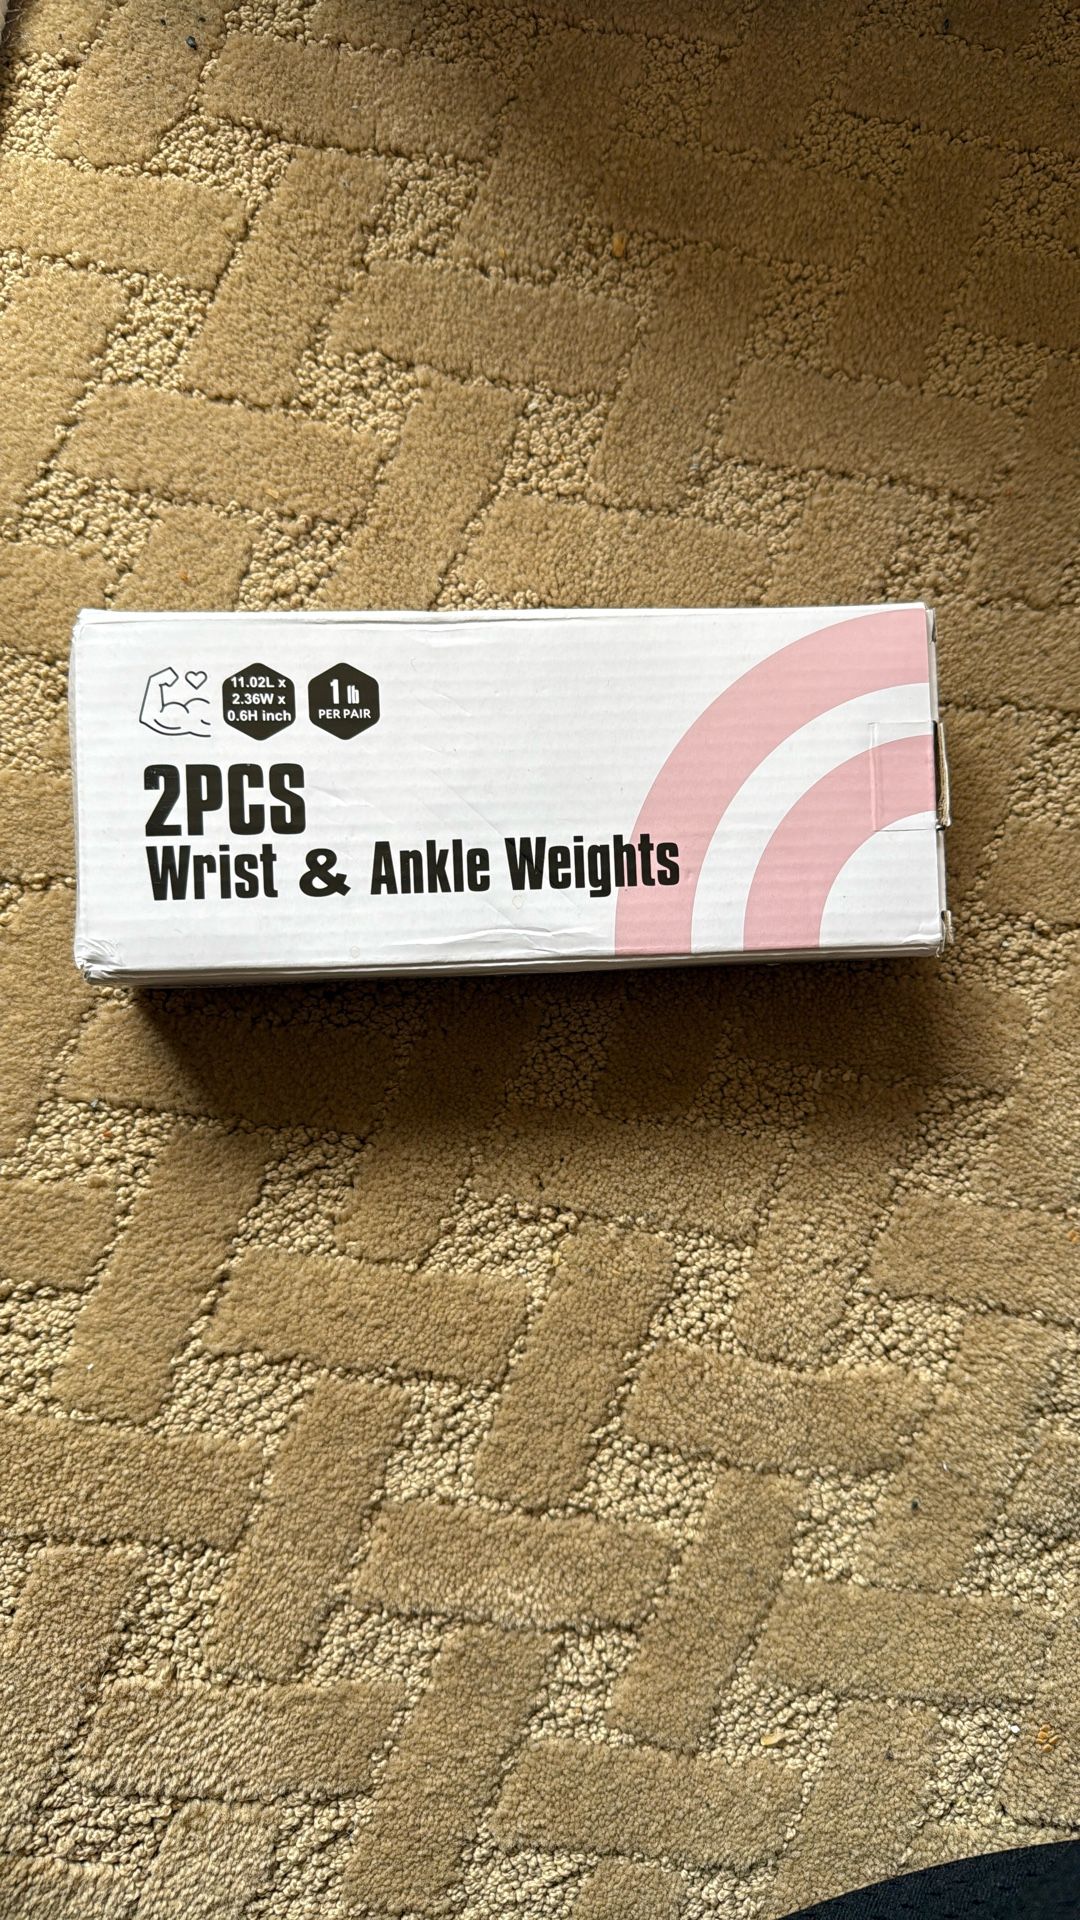 11.02L x
2.36W x
0.6H inch
1 lb
PER PAIR
2PCS
Wrist & Ankle Weights